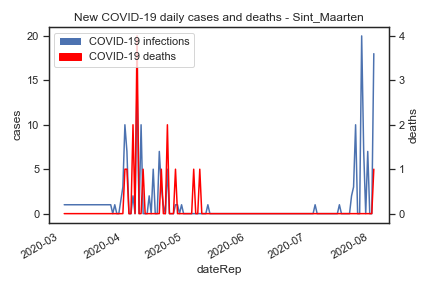 New COVID-19 daily cases and deaths - Sint_Maarten
COVID-19 infections
COVID-19 deaths
20
15
10
5
0
cases
4
3
2
1
0
deaths
2020-03
2020-04
2020-05
2020-06
2020-07
2020-08
dateRep